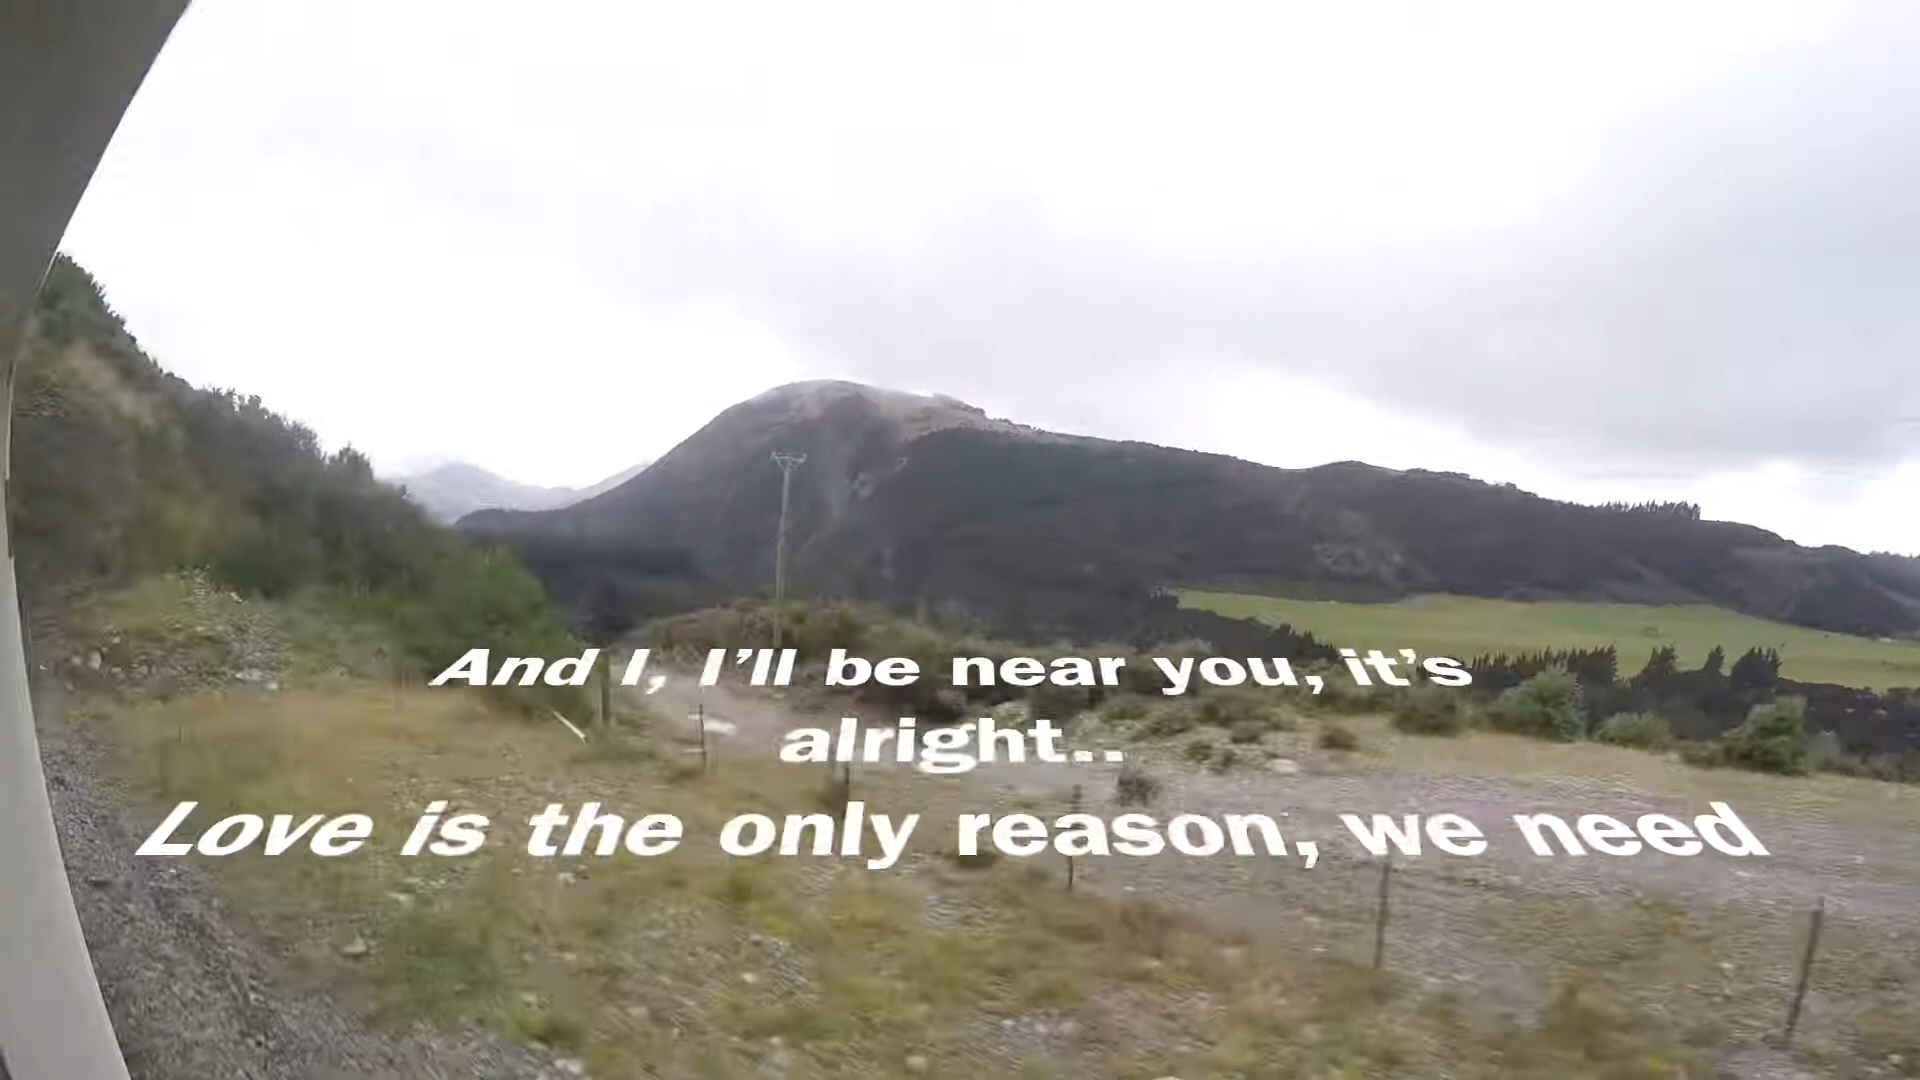 And I, I'll be near you, it's
alright..
Love is the only reason, we need